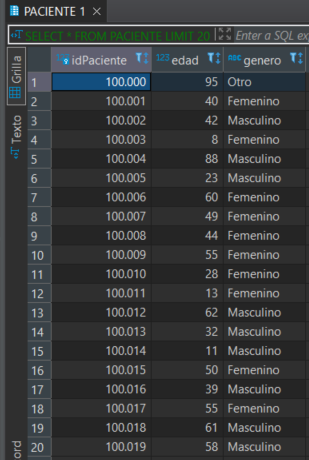 PACIENTE 1
SELECT * FROM PACIENTE LIMIT 20 Enter a SQL ex
Grilla
Texto
ord
idPaciente 123 edad ABC genero
1 100.000 95 Otro
2 100.001 40 Femenino
3 100.002 42 Masculino
4 100.003 8 Femenino
5 100.004 88 Masculino
6 100.005 23 Masculino
7 100.006 60 Femenino
8 100.007 49 Femenino
9 100.008 44 Femenino
10 100.009 55 Femenino
11 100.010 28 Femenino
12 100.011 13 Femenino
13 100.012 62 Masculino
14 100.013 32 Masculino
15 100.014 11 Masculino
16 100.015 50 Femenino
17 100.016 39 Masculino
18 100.017 55 Femenino
19 100.018 61 Masculino
20 100.019 58 Masculino